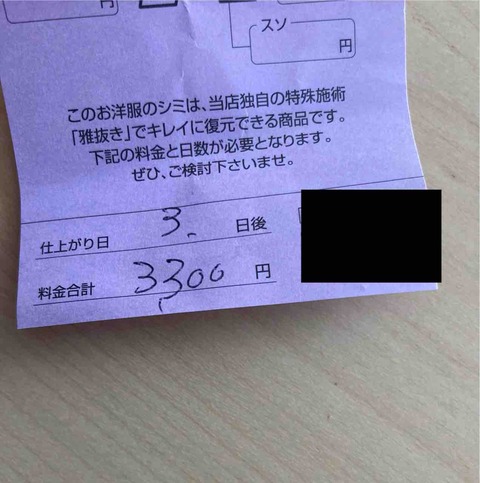 円
スソ
円
このお洋服のシミは、当店独自の特殊施術
「雅抜き」でキレイに復元できる商品です。
下記の料金と日数が必要となります。
ぜひ、ご検討下さいませ。
仕上がり日 3. 日後
料金合計 3300 円